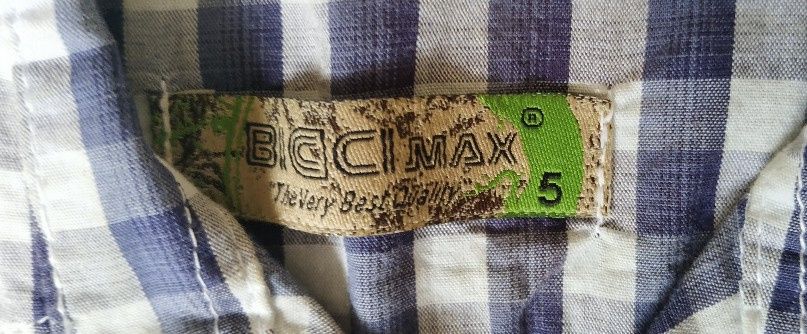 BIGCIMAX ®
"The Very Best Quality"
5